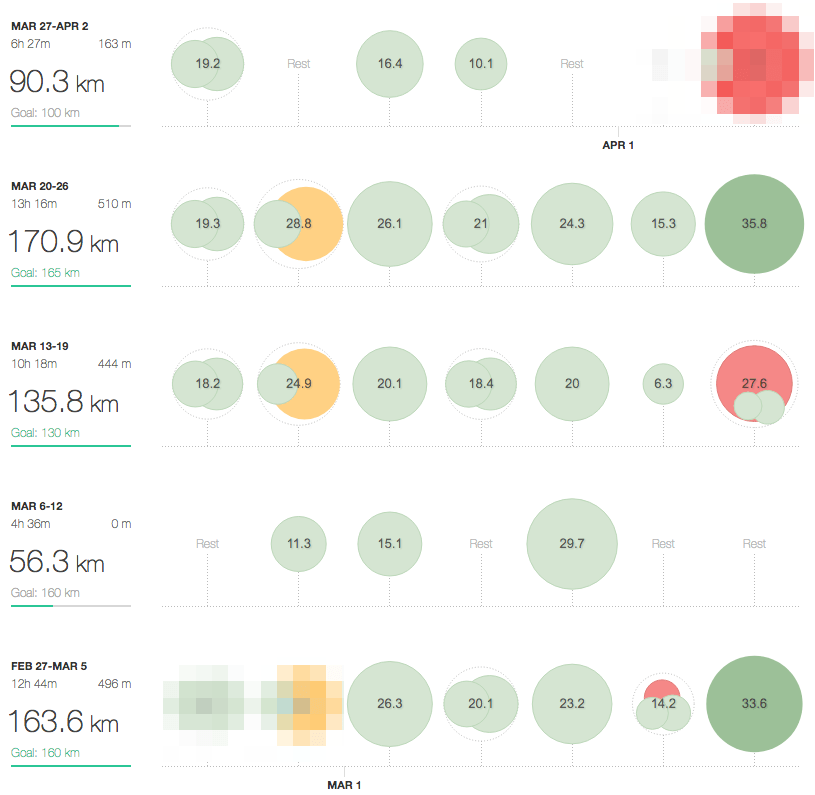 MAR 27-APR 2
6h 27m 163 m
90.3 km
Goal: 100 km
19.2 Rest 16.4 10.1 Rest
APR 1
MAR 20-26
13h 16m 510 m
170.9 km
Goal: 165 km
19.3 28.8 26.1 21 24.3 15.3 35.8
MAR 13-19
10h 18m 444 m
135.8 km
Goal: 130 km
18.2 24.9 20.1 18.4 20 6.3 27.6
MAR 6-12
4h 36m 0 m
56.3 km
Goal: 160 km
Rest 11.3 15.1 Rest 29.7 Rest Rest
FEB 27-MAR 5
12h 44m 496 m
163.6 km
Goal: 160 km
26.3 20.1 23.2 14.2 33.6
MAR 1